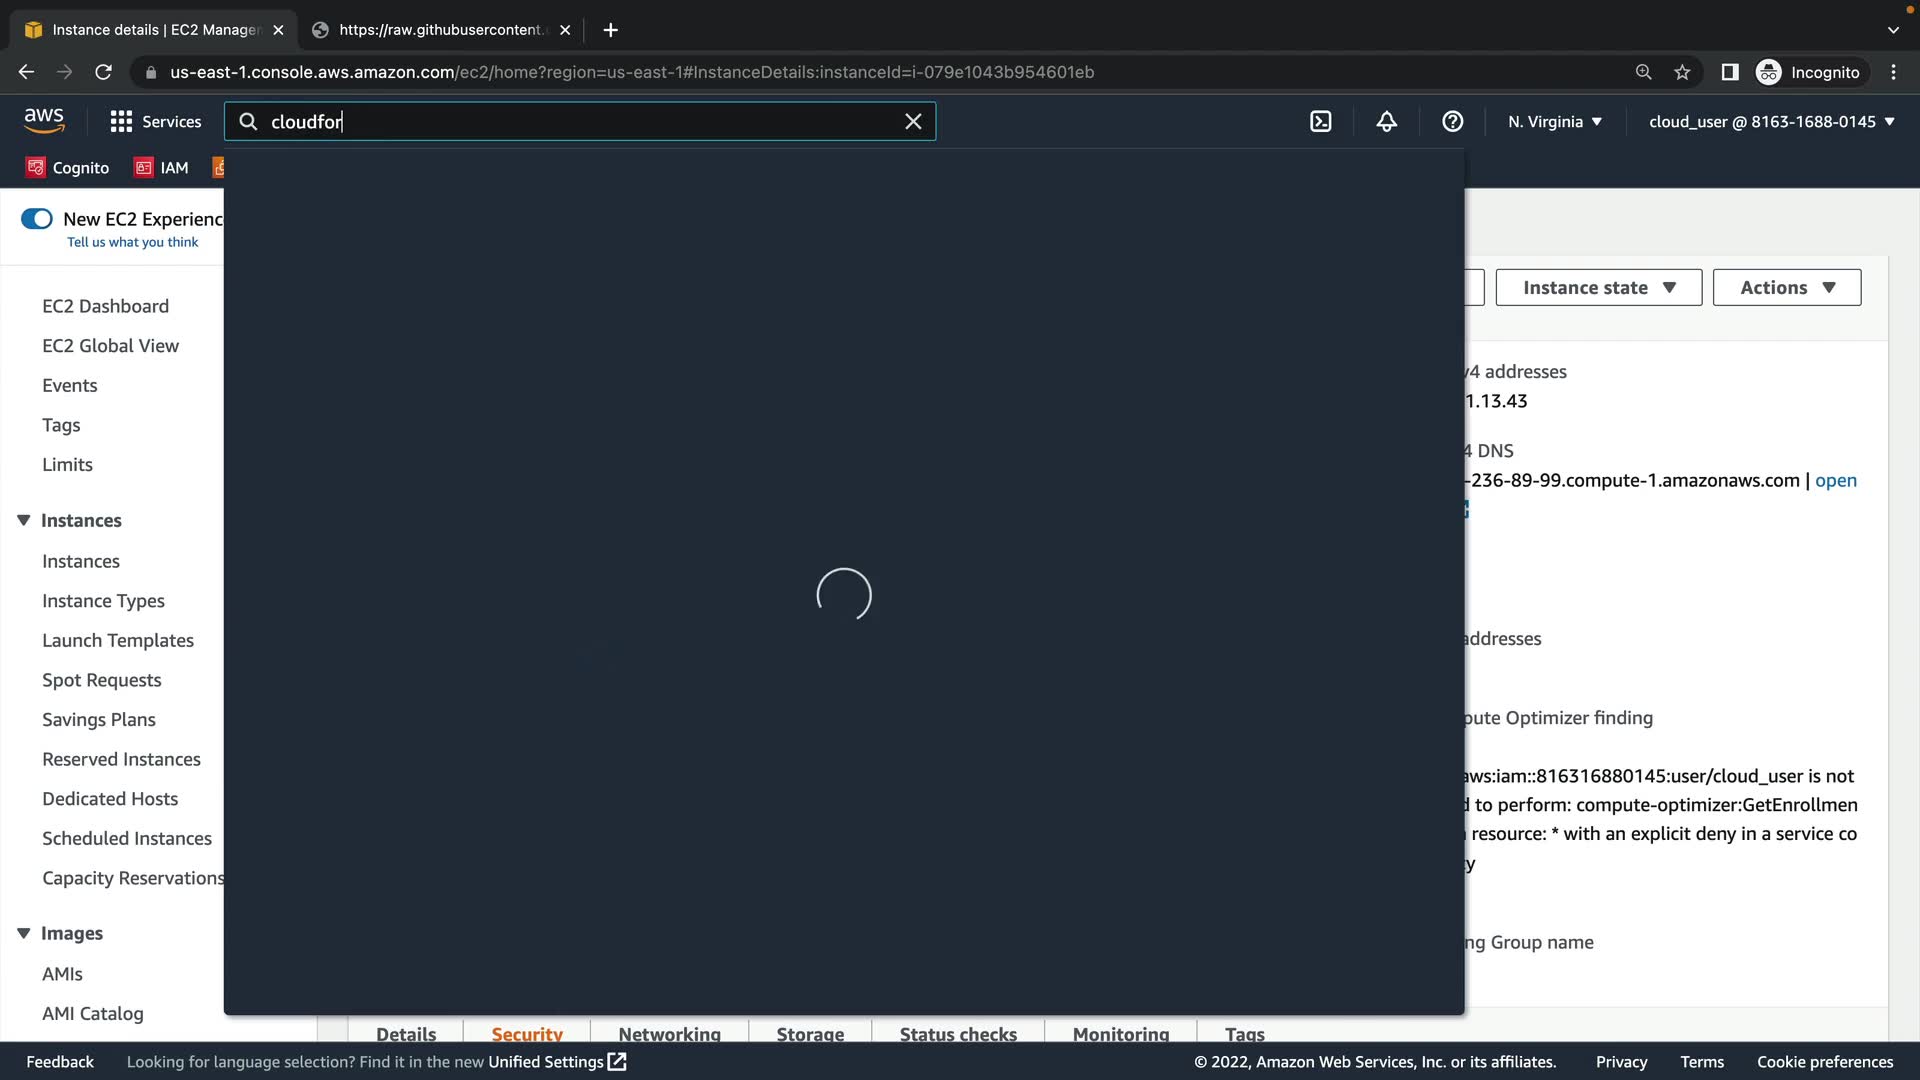 Instance details | EC2 Manage
https://raw.githubusercontent.
us-east-1.console.aws.amazon.com/ec2/home?region=us-east-1#InstanceDetails:instanceId=i-079e1043b954601eb
Incognito
aws
Services
cloudfor
N. Virginia
cloud_user @ 8163-1688-0145
Cognito
IAM
New EC2 Experienc
Tell us what you think
EC2 Dashboard
EC2 Global View
Events
Tags
Limits
Instances
Instances
Instance Types
Launch Templates
Spot Requests
Savings Plans
Reserved Instances
Dedicated Hosts
Scheduled Instances
Capacity Reservations
Images
AMIs
AMI Catalog
Instance state
Actions
v4 addresses
1.13.43
4 DNS
-236-89-99.compute-1.amazonaws.com | open
addresses
pute Optimizer finding
aws:iam::816316880145:user/cloud_user is not
d to perform: compute-optimizer:GetEnrollmen
resource: * with an explicit deny in a service co
y
ng Group name
Details
Security
Networking
Storage
Status checks
Monitoring
Tags
Feedback
Looking for language selection? Find it in the new Unified Settings
© 2022, Amazon Web Services, Inc. or its affiliates.
Privacy
Terms
Cookie preferences